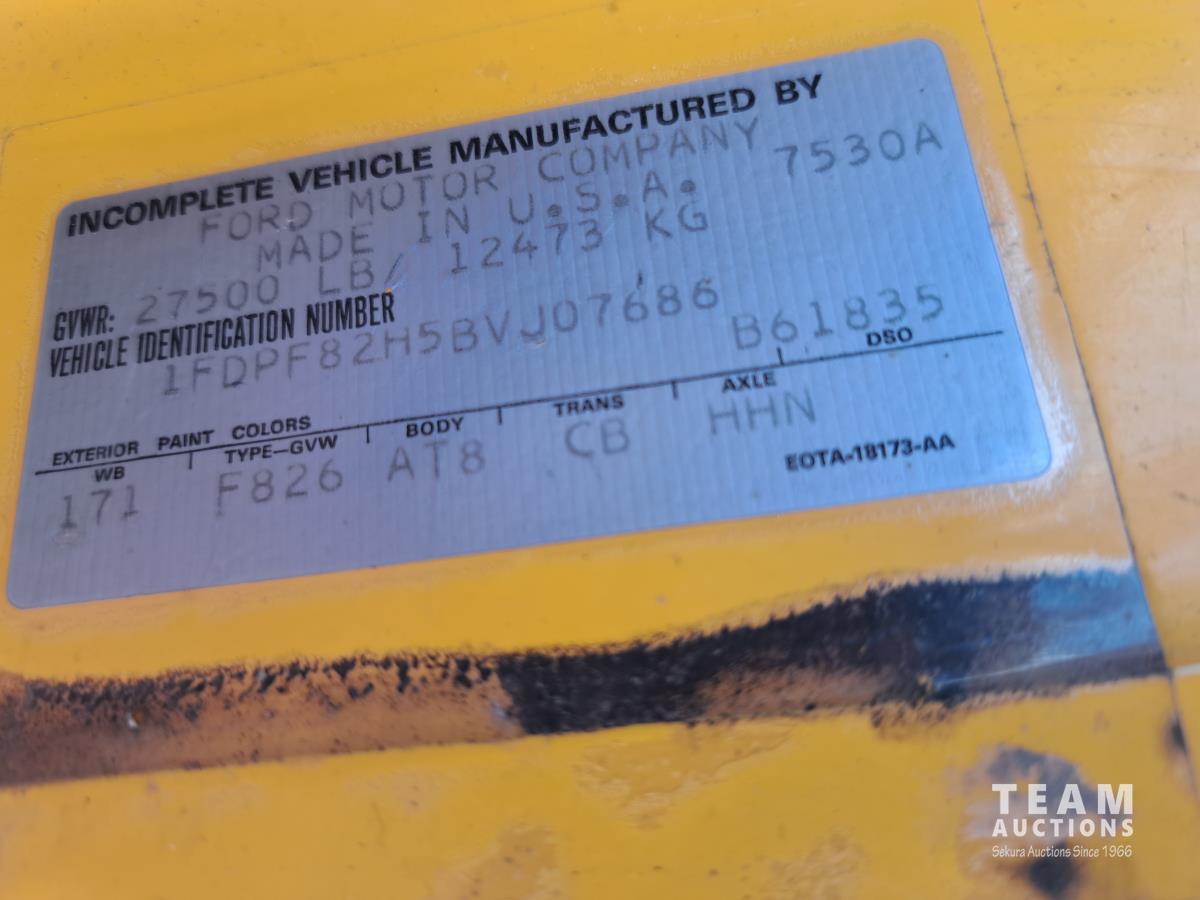 INCOMPLETE VEHICLE MANUFACTURED BY
FORD MOTOR COMPANY 7530A
MADE IN U.S.A.
GVWR: 27500 LB/ 12473 KG
VEHICLE IDENTIFICATION NUMBER
1FDPF82H5BVJ07686
B61835
EXTERIOR PAINT COLORS DSO
WB TYPE-GVW BODY TRANS AXLE
171 F826 AT8 CB HHN
EOTA-18173-AA
TEAM
AUCTIONS
Sekura Auctions Since 1966